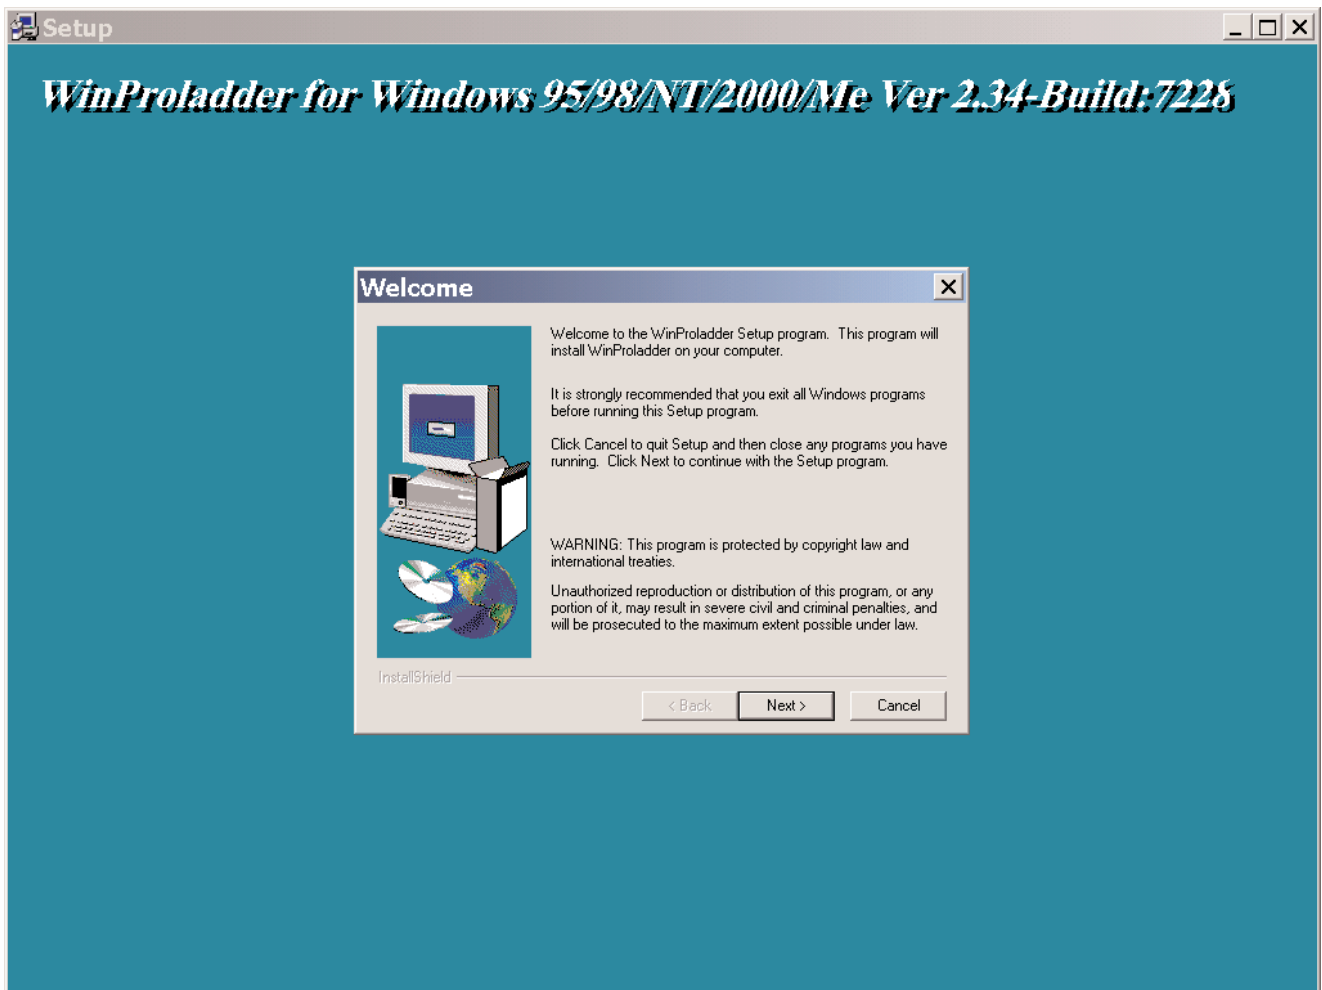 Setup
WinProladder for Windows 95/98/NT/2000/Me Ver 2.34-Build:7228
Welcome
Welcome to the WinProladder Setup program.  This program will
install WinProladder on your computer.
It is strongly recommended that you exit all Windows programs
before running this Setup program.
Click Cancel to quit Setup and then close any programs you have
running.  Click Next to continue with the Setup program.
WARNING: This program is protected by copyright law and
international treaties.
Unauthorized reproduction or distribution of this program, or any
portion of it, may result in severe civil and criminal penalties, and
will be prosecuted to the maximum extent possible under law.
InstallShield
< Back Next > Cancel